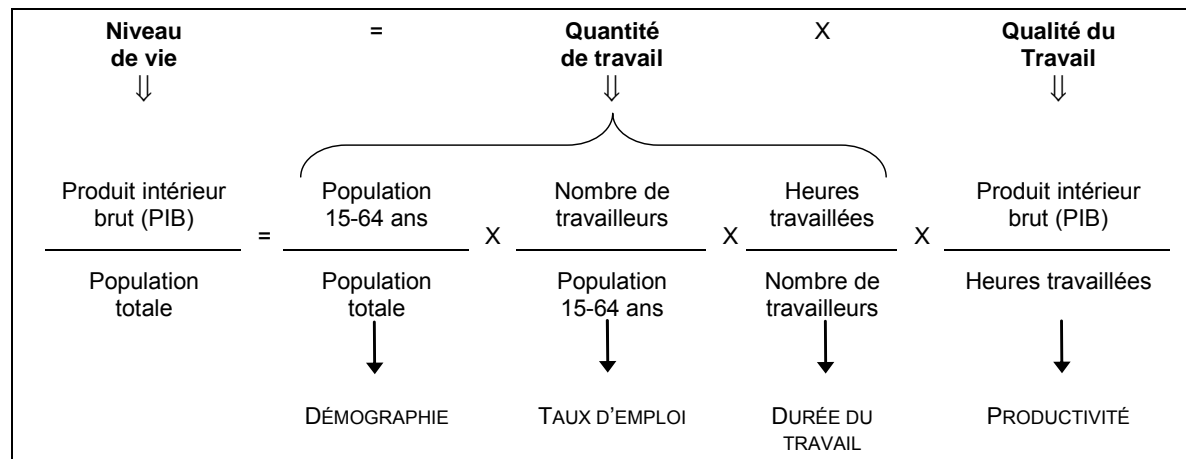 Niveau = Quantité X Qualité du
de vie de travail Travail
⇓ ⇓ ⇓
Produit intérieur Population Nombre de Heures Produit intérieur
brut (PIB) 15-64 ans travailleurs travaillées brut (PIB)
= X X X
Population Population Population Nombre de Heures travaillées
totale totale 15-64 ans travailleurs
DÉMOGRAPHIE TAUX D'EMPLOI DURÉE DU PRODUCTIVITÉ
TRAVAIL